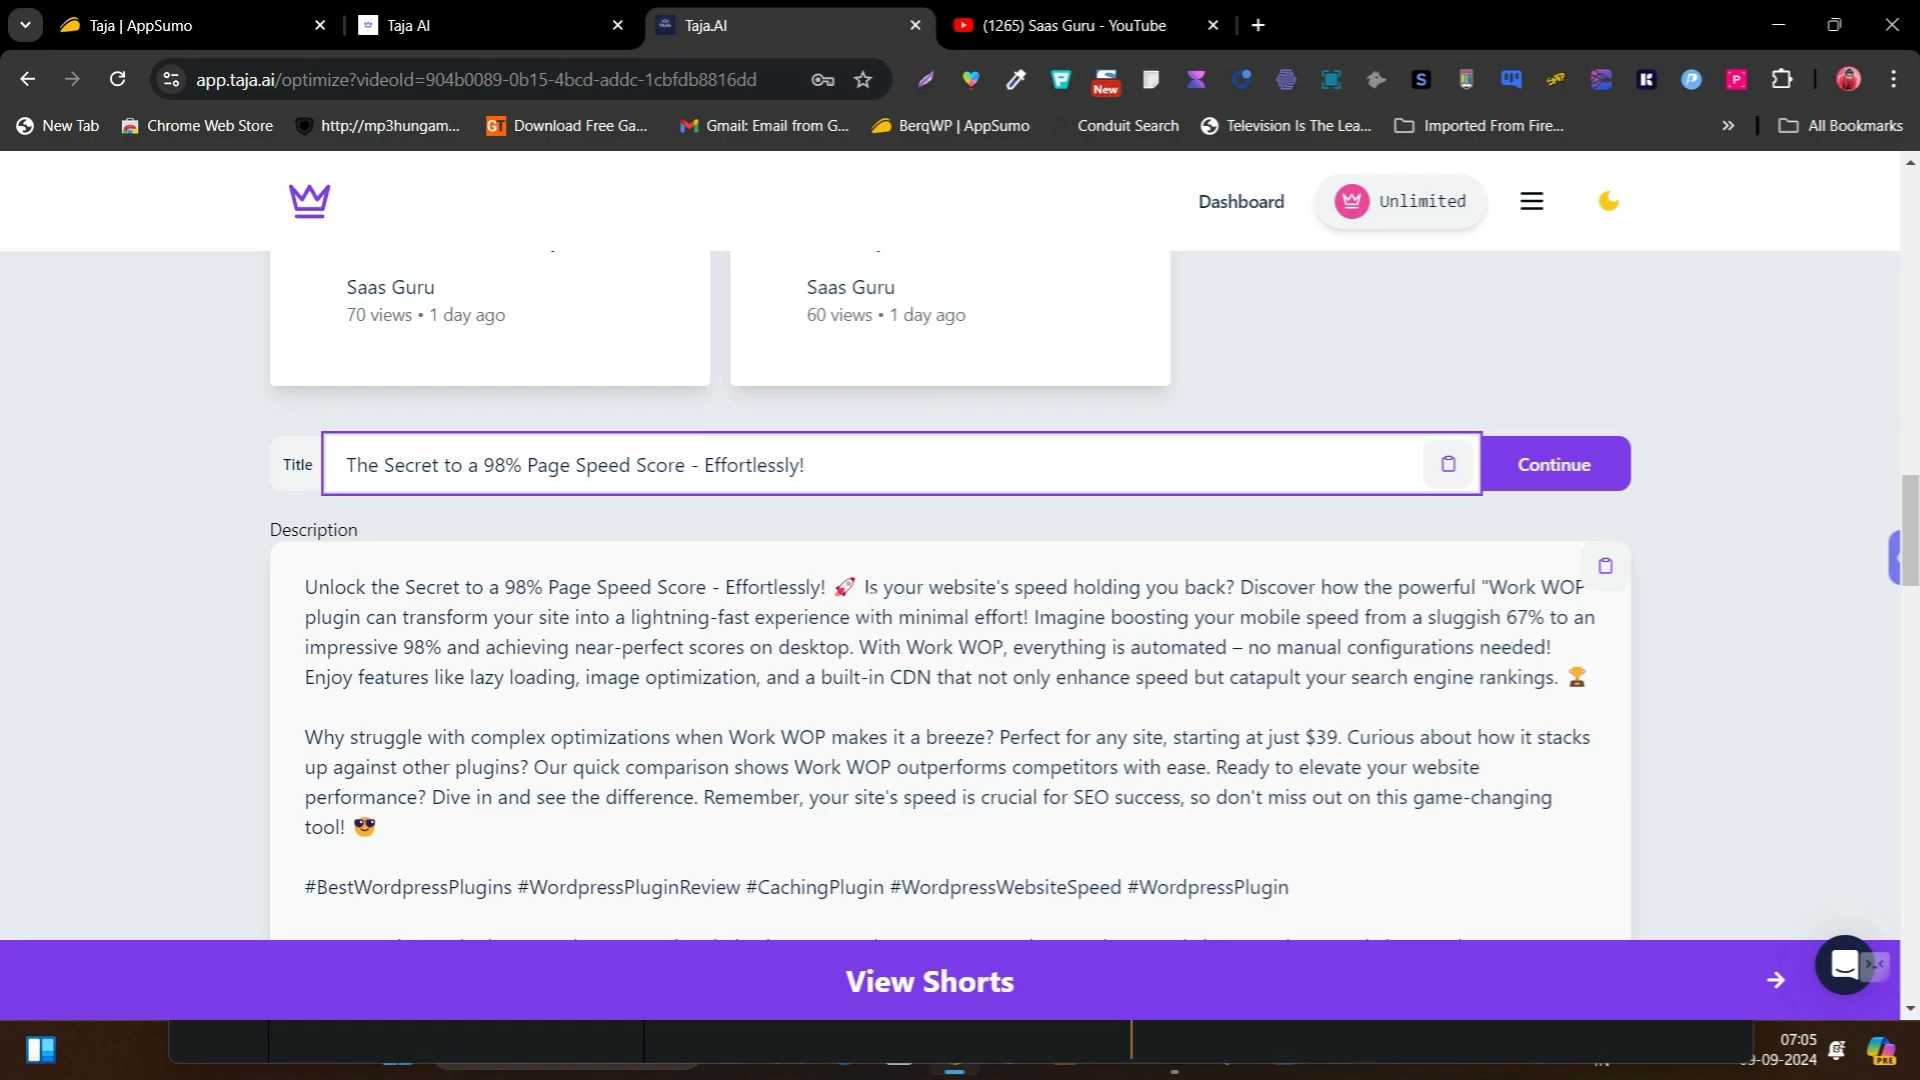 Taja | AppSumo
Taja AI
Taja.AI
(1265) Saas Guru - YouTube
app.taja.ai/optimize?videoId=904b0089-0b15-4bcd-addc-1cbfdb8816dd
New
New Tab
Chrome Web Store
http://mp3hungam...
Download Free Ga...
Gmail: Email from G...
BerqWP | AppSumo
Conduit Search
Television Is The Lea...
Imported From Fire...
All Bookmarks
Dashboard
Unlimited
Saas Guru
70 views • 1 day ago
Saas Guru
60 views • 1 day ago
Title
The Secret to a 98% Page Speed Score - Effortlessly!
Continue
Description
Unlock the Secret to a 98% Page Speed Score - Effortlessly! 🚀 Is your website's speed holding you back? Discover how the powerful "Work WOP
plugin can transform your site into a lightning-fast experience with minimal effort! Imagine boosting your mobile speed from a sluggish 67% to an
impressive 98% and achieving near-perfect scores on desktop. With Work WOP, everything is automated – no manual configurations needed!
Enjoy features like lazy loading, image optimization, and a built-in CDN that not only enhance speed but catapult your search engine rankings. 🏆
Why struggle with complex optimizations when Work WOP makes it a breeze? Perfect for any site, starting at just $39. Curious about how it stacks
up against other plugins? Our quick comparison shows Work WOP outperforms competitors with ease. Ready to elevate your website
performance? Dive in and see the difference. Remember, your site's speed is crucial for SEO success, so don't miss out on this game-changing
tool! 😎
#BestWordpressPlugins #WordpressPluginReview #CachingPlugin #WordpressWebsiteSpeed #WordpressPlugin
View Shorts
07:05
09-09-2024
PRE